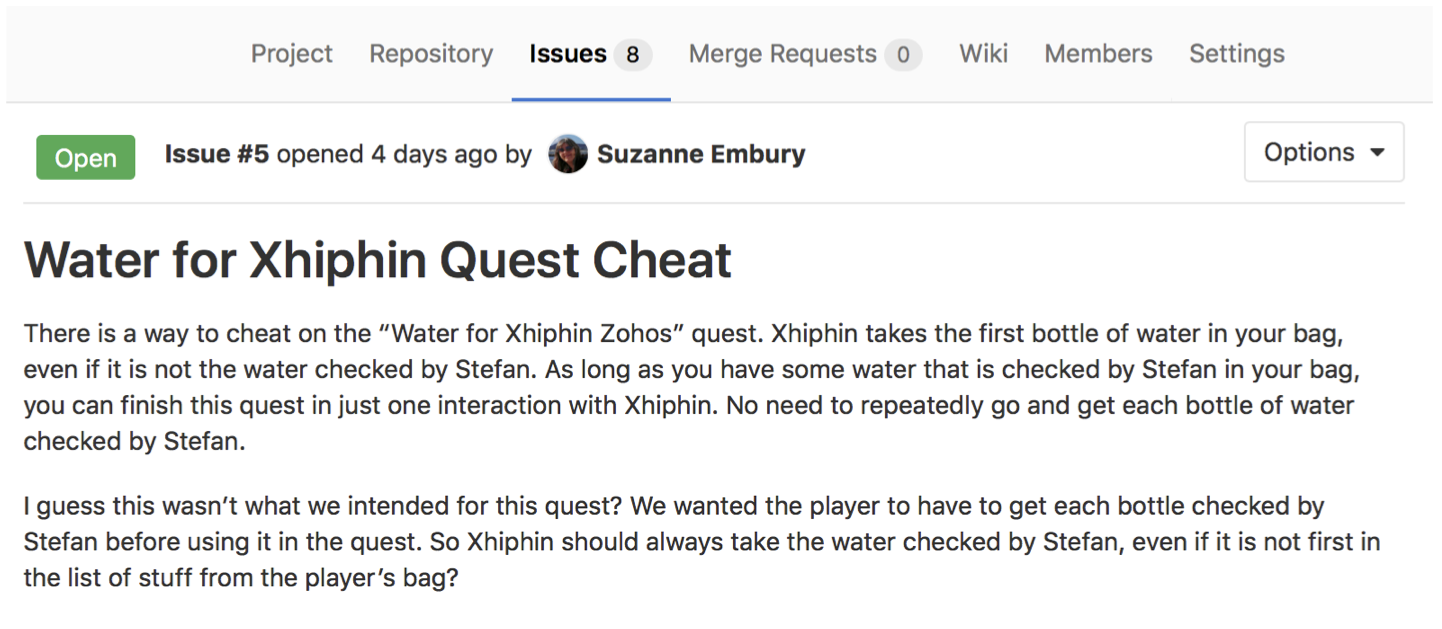 Project Repository Issues 8 Merge Requests 0 Wiki Members Settings
Open Issue #5 opened 4 days ago by Suzanne Embury Options
Water for Xhiphin Quest Cheat
There is a way to cheat on the “Water for Xhiphin Zohos” quest. Xhiphin takes the first bottle of water in your bag,
even if it is not the water checked by Stefan. As long as you have some water that is checked by Stefan in your bag,
you can finish this quest in just one interaction with Xhiphin. No need to repeatedly go and get each bottle of water
checked by Stefan.
I guess this wasn’t what we intended for this quest? We wanted the player to have to get each bottle checked by
Stefan before using it in the quest. So Xhiphin should always take the water checked by Stefan, even if it is not first in
the list of stuff from the player’s bag?